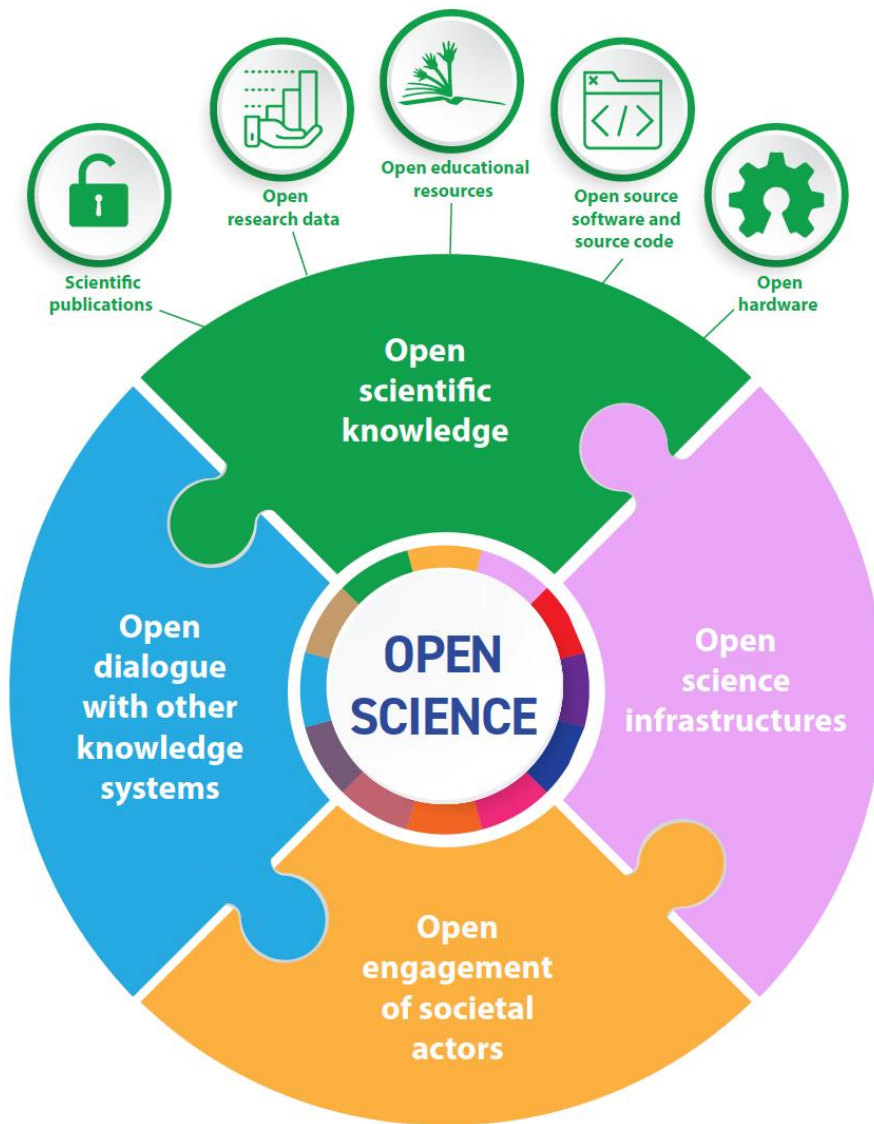 Scientific
publications
Open
research data
Open educational
resources
Open source
software and
source code
Open
hardware
Open
scientific
knowledge
Open
dialogue
with other
knowledge
systems
OPEN
SCIENCE
Open
science
infrastructures
Open
engagement
of societal
actors